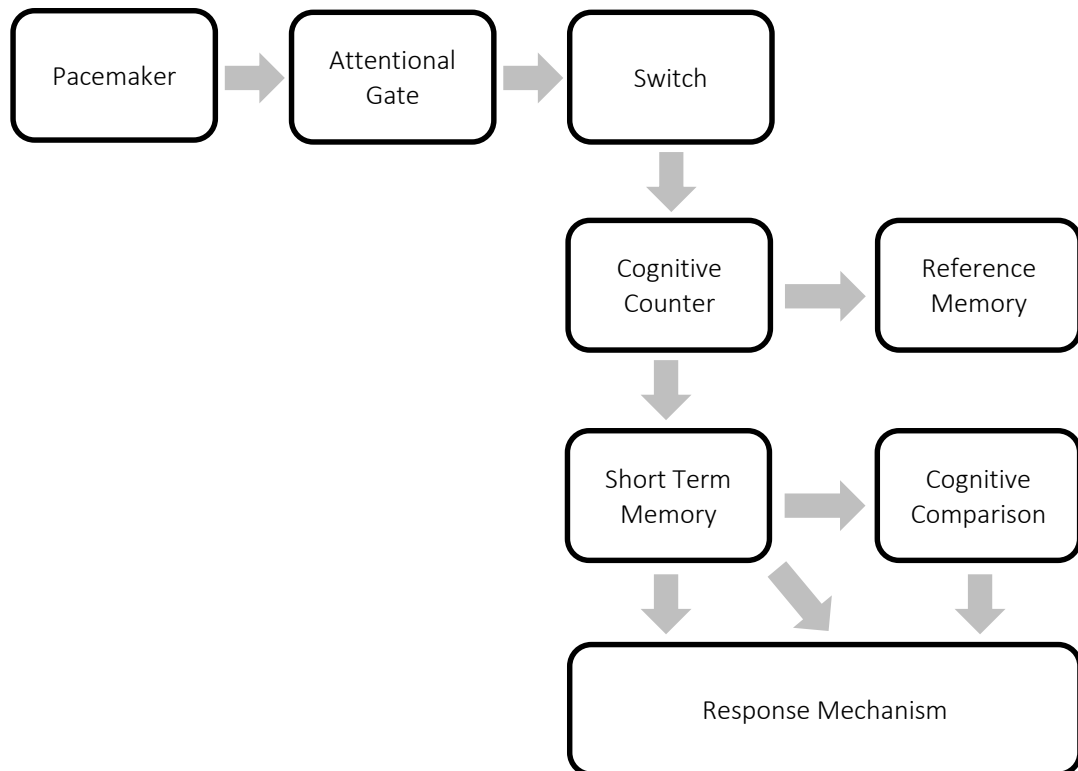 Pacemaker
Attentional
Gate
Switch
Cognitive
Counter
Reference
Memory
Short Term
Memory
Cognitive
Comparison
Response Mechanism